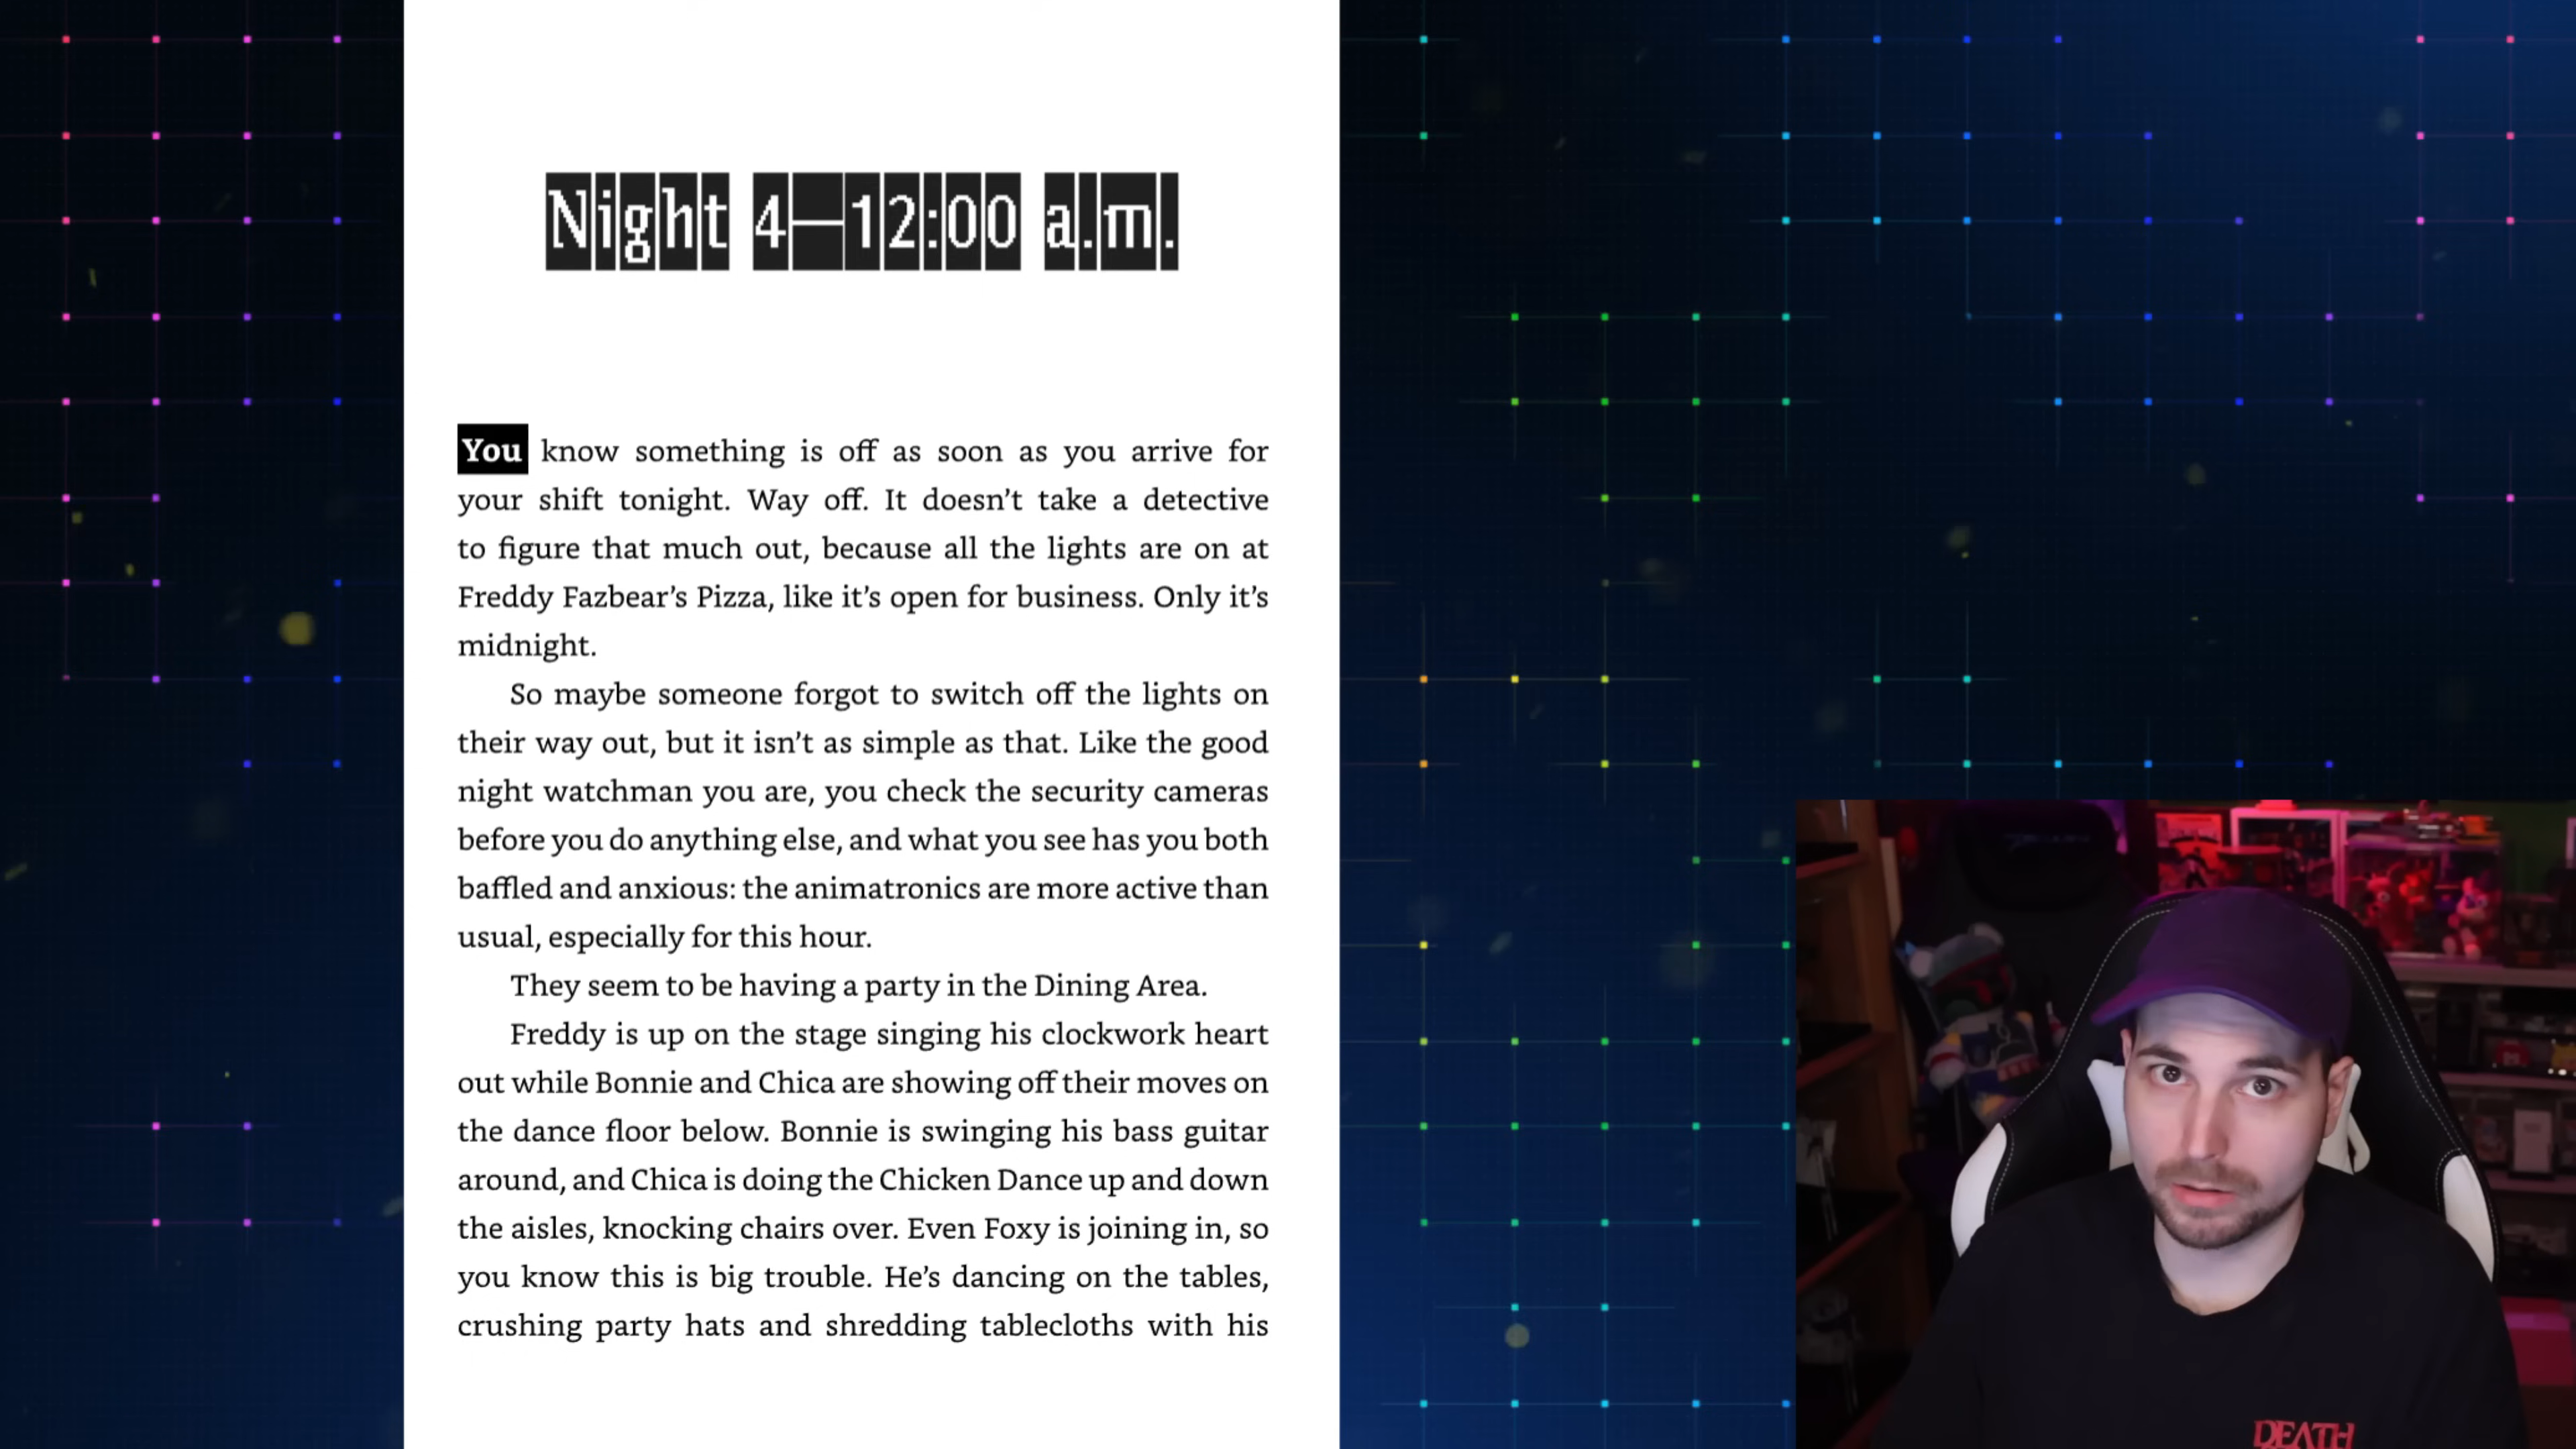 Night 4—12:00 a.m.
You know something is off as soon as you arrive for
your shift tonight. Way off. It doesn’t take a detective
to figure that much out, because all the lights are on at
Freddy Fazbear’s Pizza, like it’s open for business. Only it’s
midnight.
So maybe someone forgot to switch off the lights on
their way out, but it isn’t as simple as that. Like the good
night watchman you are, you check the security cameras
before you do anything else, and what you see has you both
baffled and anxious: the animatronics are more active than
usual, especially for this hour.
They seem to be having a party in the Dining Area.
Freddy is up on the stage singing his clockwork heart
out while Bonnie and Chica are showing off their moves on
the dance floor below. Bonnie is swinging his bass guitar
around, and Chica is doing the Chicken Dance up and down
the aisles, knocking chairs over. Even Foxy is joining in, so
you know this is big trouble. He’s dancing on the tables,
crushing party hats and shredding tablecloths with his
DEATH